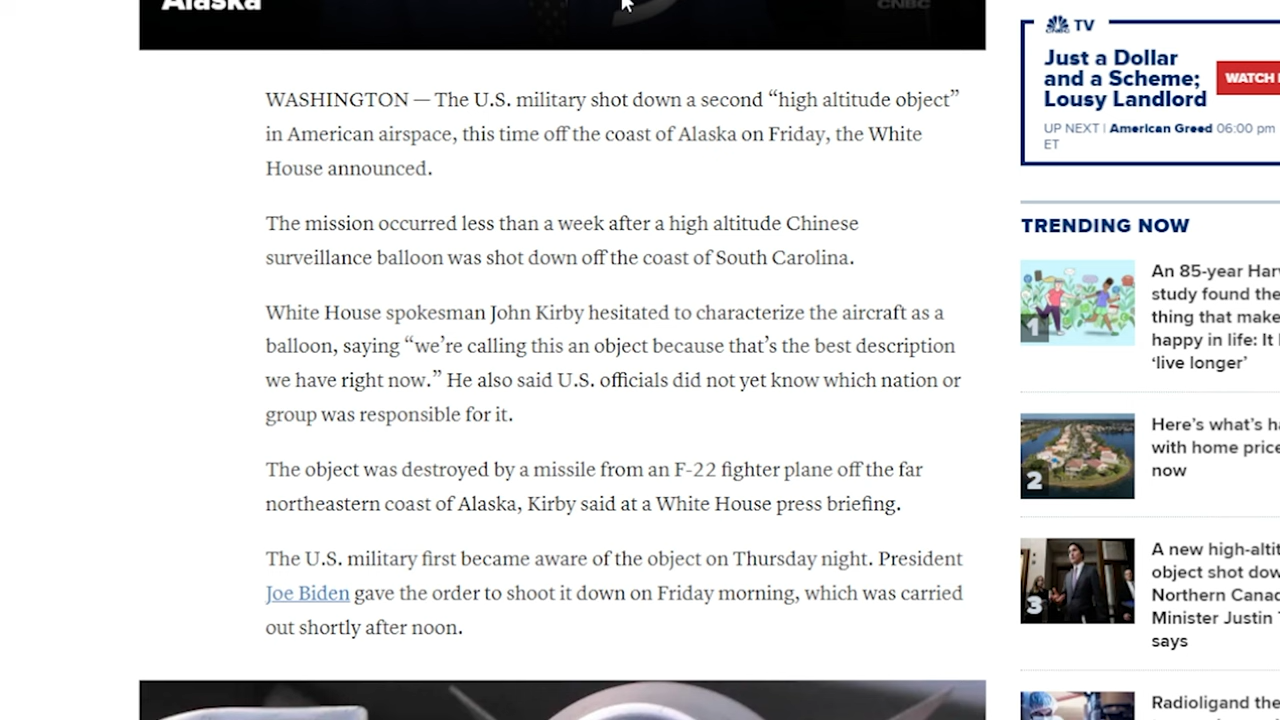 Alaska
CNBC
WASHINGTON — The U.S. military shot down a second “high altitude object”
in American airspace, this time off the coast of Alaska on Friday, the White
House announced.
The mission occurred less than a week after a high altitude Chinese
surveillance balloon was shot down off the coast of South Carolina.
White House spokesman John Kirby hesitated to characterize the aircraft as a
balloon, saying “we’re calling this an object because that’s the best description
we have right now.” He also said U.S. officials did not yet know which nation or
group was responsible for it.
The object was destroyed by a missile from an F-22 fighter plane off the far
northeastern coast of Alaska, Kirby said at a White House press briefing.
The U.S. military first became aware of the object on Thursday night. President
Joe Biden gave the order to shoot it down on Friday morning, which was carried
out shortly after noon.
CNBC TV
Just a Dollar
and a Scheme;
Lousy Landlord
WATCH
UP NEXT | American Greed 06:00 pm
ET
TRENDING NOW
1
An 85-year Har
study found the
thing that make
happy in life: It
‘live longer’
2
Here’s what’s ha
with home price
now
3
A new high-altit
object shot dow
Northern Canad
Minister Justin
says
Radioligand the